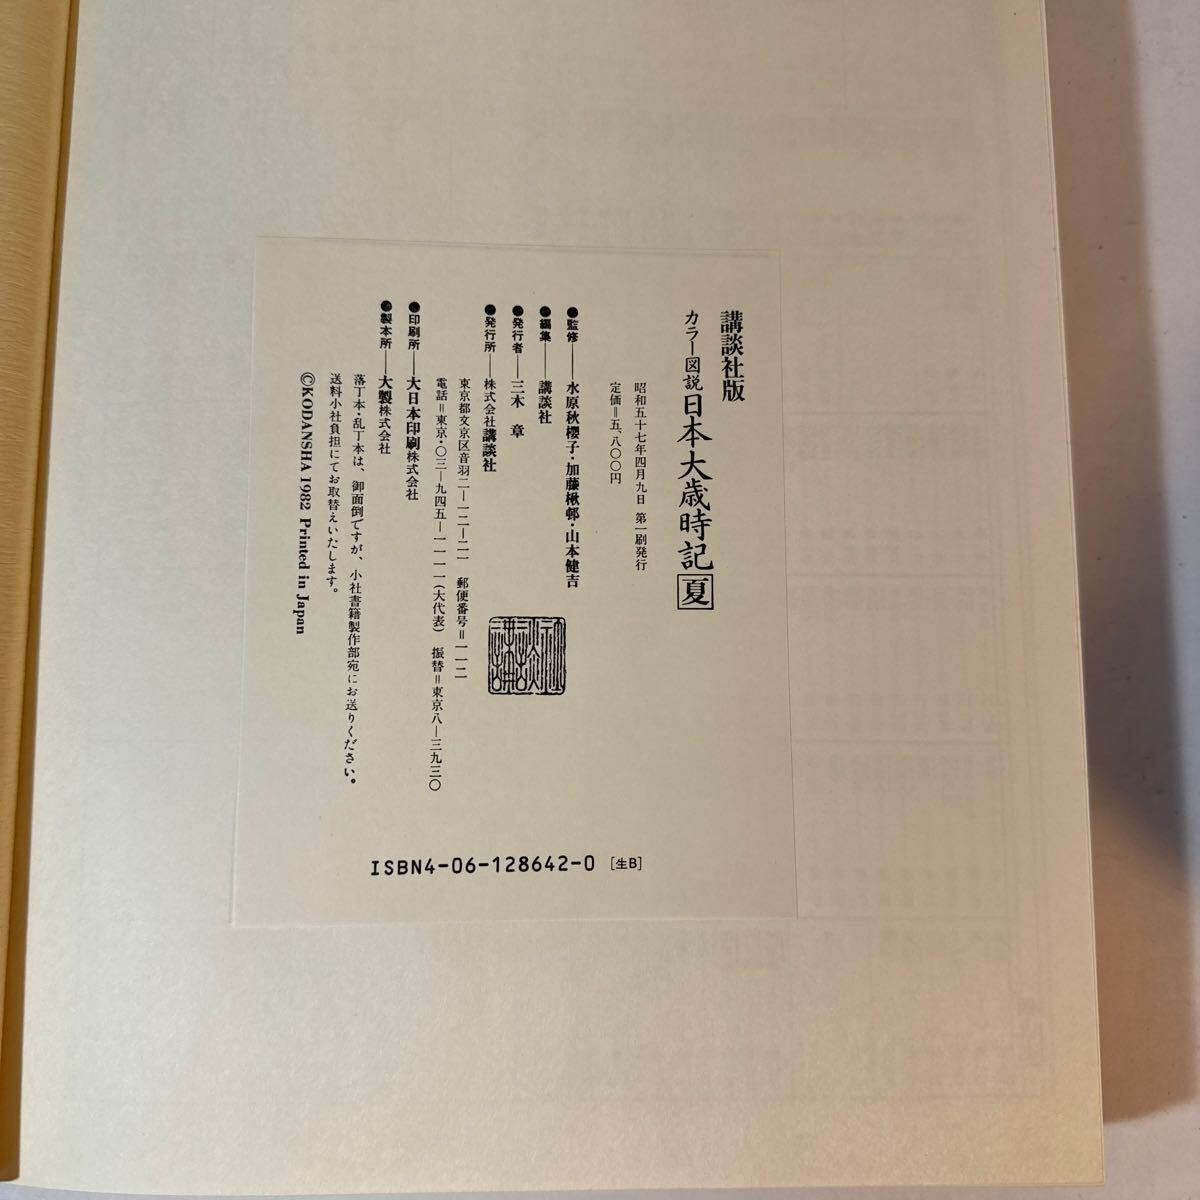 講談社版
カラー図説日本大歳時記 夏
昭和五十七年四月九日 第一刷発行
定価＝五、八〇〇円
●監修――水原秋櫻子・加藤楸邨・山本健吉
●編集――講談社
●発行者――三木 章
●発行所――株式会社講談社
東京都文京区音羽二―一二―二一 郵便番号＝一一二
電話＝東京・〇三―九四五―一一一一(大代表) 振替＝東京八―三九三〇
●印刷所――大日本印刷株式会社
●製本所――大製株式会社
落丁本・乱丁本は、御面倒ですが、小社書籍製作部宛にお送りください。
送料小社負担にてお取替えいたします。
©KODANSHA 1982 Printed in Japan
ISBN4-06-128642-0 [生B]